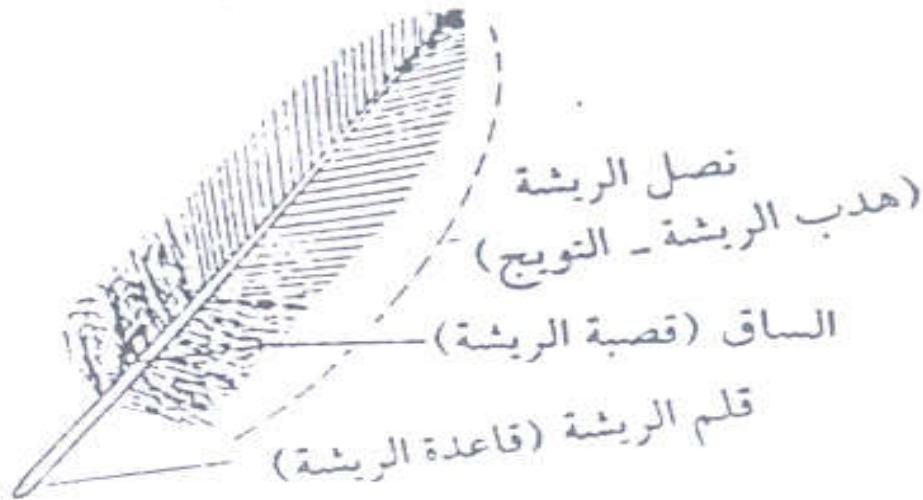 نصل الريشة
(هدب الريشة - التويج)
الساق (قصبة الريشة)
قلم الريشة (قاعدة الريشة)